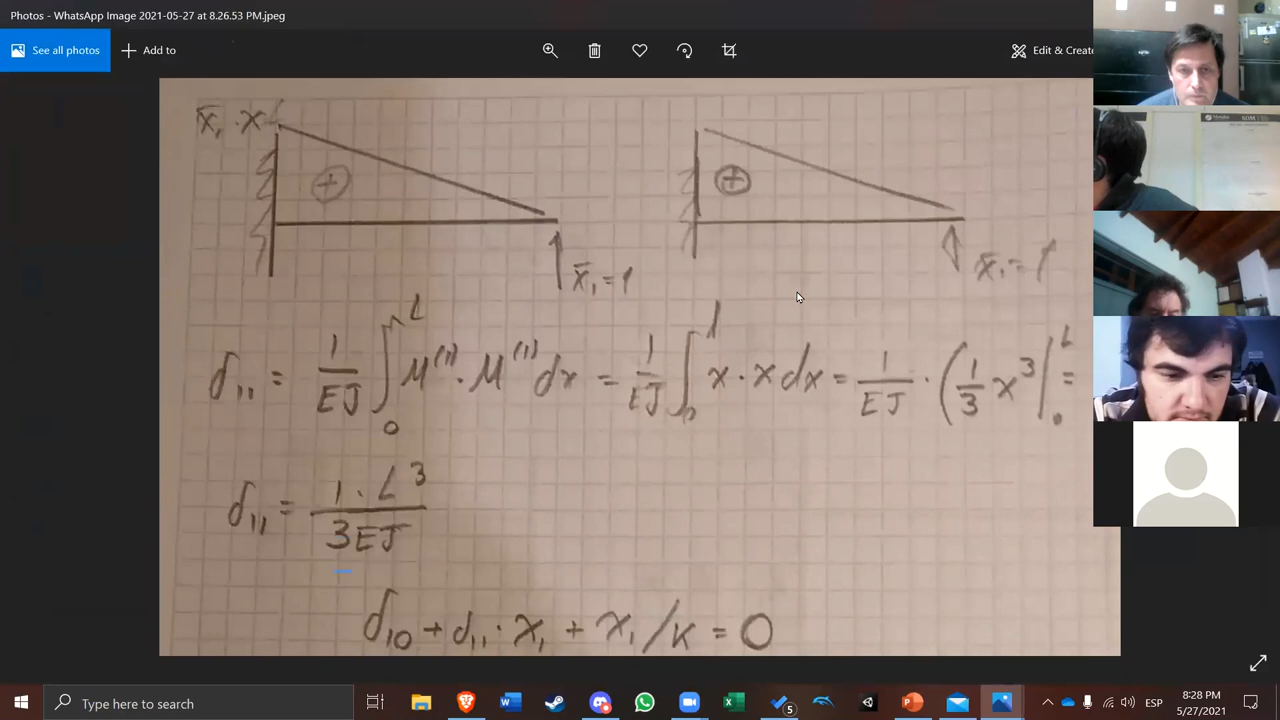 Photos - WhatsApp Image 2021-05-27 at 8.26.53 PM.jpeg
See all photos
Add to
Edit & Create
X̄₁ · X
+
+
X̄₁ = 1
X̄₁ = 1
δ₁₁ = 1/EJ ∫₀ᴸ M⁽¹⁾ · M⁽¹⁾ dx = 1/EJ ∫₀ˡ x · x dx = 1/EJ · (1/3 x³ |₀ᴸ =
δ₁₁ = 1 · L³ / 3EJ
δ₁₀ + δ₁₁ · X₁ + X₁/K = 0
Type here to search
5
ESP
8:28 PM
5/27/2021